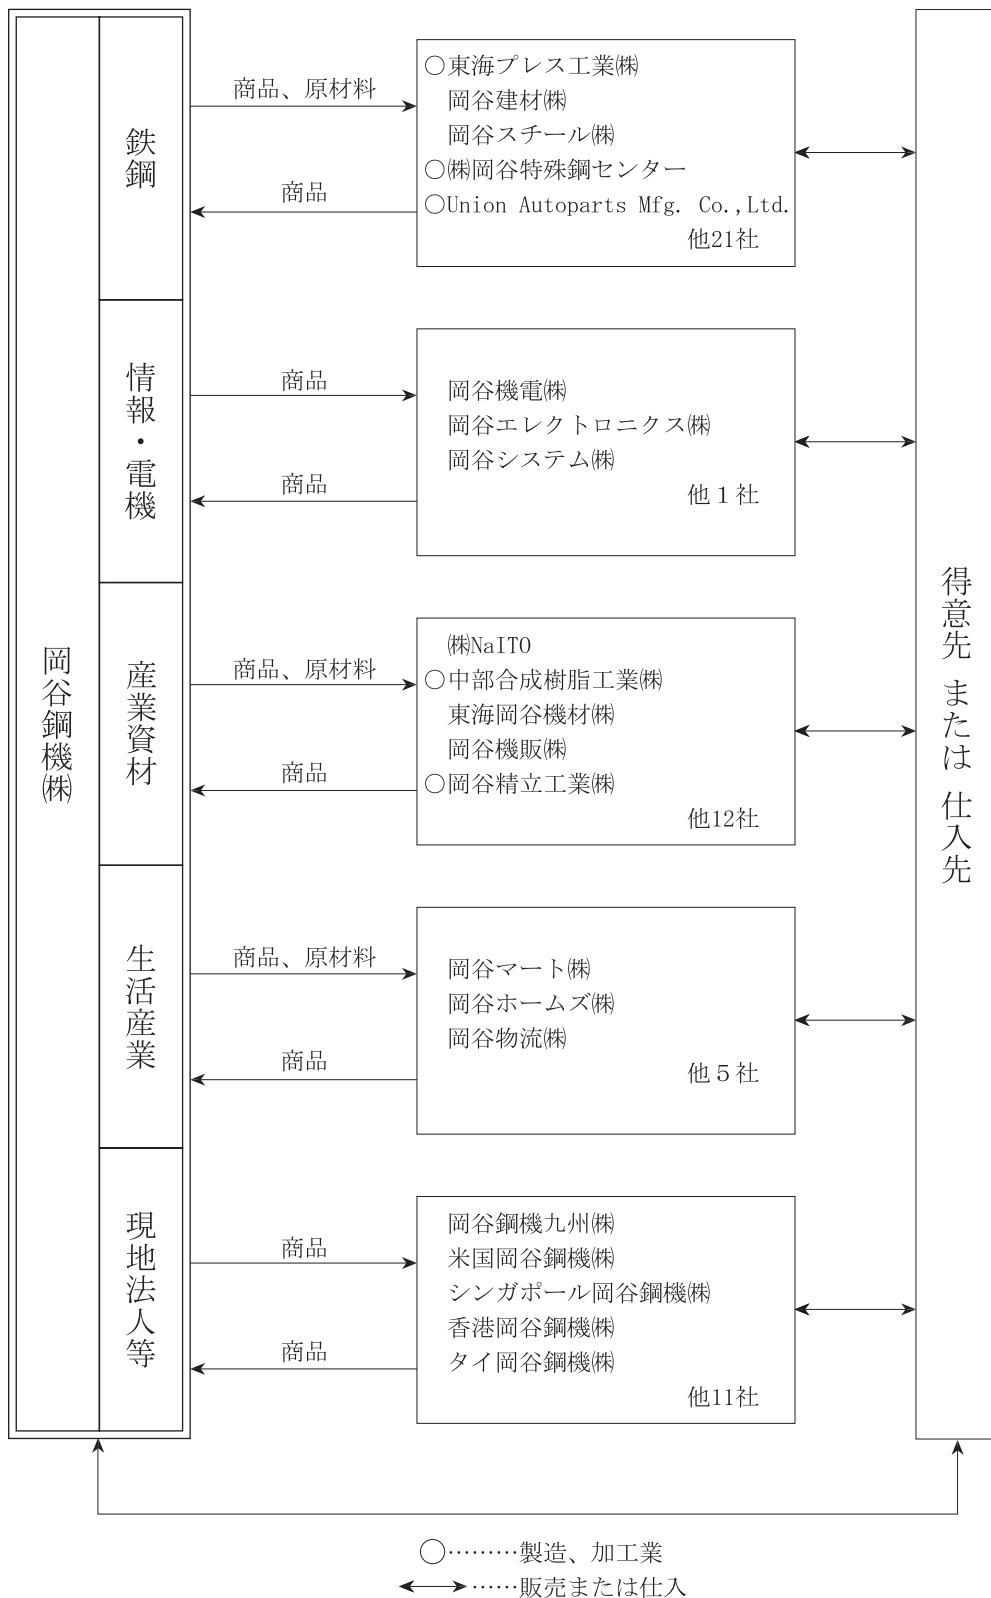 岡谷鋼機㈱
鉄鋼
商品、原材料
商品
○東海プレス工業㈱
岡谷建材㈱
岡谷スチール㈱
○㈱岡谷特殊鋼センター
○Union Autoparts Mfg. Co.,Ltd.
他21社
情報・電機
商品
商品
岡谷機電㈱
岡谷エレクトロニクス㈱
岡谷システム㈱
他１社
産業資材
商品、原材料
商品
㈱NaITO
○中部合成樹脂工業㈱
東海岡谷機材㈱
岡谷機販㈱
○岡谷精立工業㈱
他12社
生活産業
商品、原材料
商品
岡谷マート㈱
岡谷ホームズ㈱
岡谷物流㈱
他５社
現地法人等
商品
商品
岡谷鋼機九州㈱
米国岡谷鋼機㈱
シンガポール岡谷鋼機㈱
香港岡谷鋼機㈱
タイ岡谷鋼機㈱
他11社
得意先 または 仕入先
○………製造、加工業
←→……販売または仕入